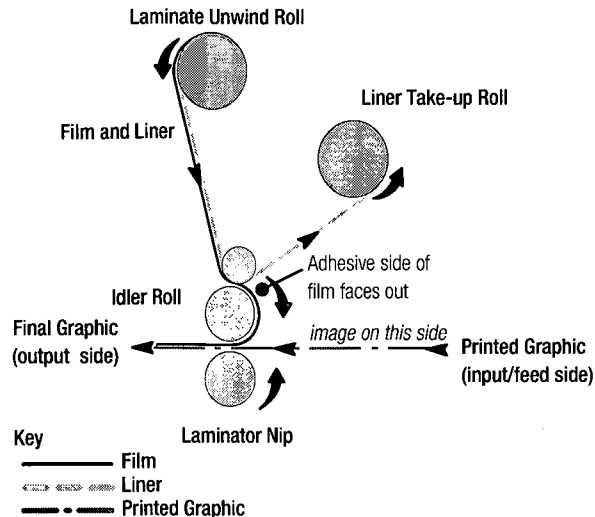 Laminate Unwind Roll
Liner Take-up Roll
Film and Liner
Adhesive side of
film faces out
Idler Roll
Final Graphic
(output side)
image on this side
Printed Graphic
(input/feed side)
Laminator Nip
Key
Film
Liner
Printed Graphic